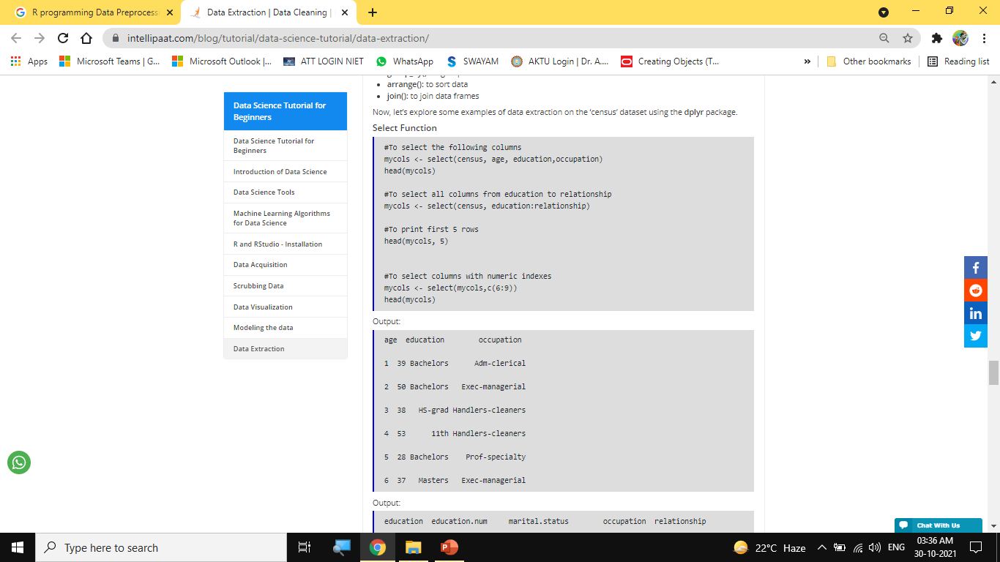 R programming Data Preprocess
Data Extraction | Data Cleaning |
intellipaat.com/blog/tutorial/data-science-tutorial/data-extraction/
Apps
Microsoft Teams | G...
Microsoft Outlook |...
ATT LOGIN NIET
WhatsApp
SWAYAM
AKTU Login | Dr. A....
Creating Objects (T...
»
Other bookmarks
Reading list
Data Science Tutorial for
Beginners
Data Science Tutorial for
Beginners
Introduction of Data Science
Data Science Tools
Machine Learning Algorithms
for Data Science
R and RStudio - Installation
Data Acquisition
Scrubbing Data
Data Visualization
Modeling the data
Data Extraction
• arrange(): to sort data
• join(): to join data frames
Now, let's explore some examples of data extraction on the ‘census’ dataset using the dplyr package.
Select Function
#To select the following columns
mycols <- select(census, age, education,occupation)
head(mycols)
#To select all columns from education to relationship
mycols <- select(census, education:relationship)
#To print first 5 rows
head(mycols, 5)
#To select columns with numeric indexes
mycols <- select(mycols,c(6:9))
head(mycols)
Output:
age education occupation
1 39 Bachelors Adm-clerical
2 50 Bachelors Exec-managerial
3 38 HS-grad Handlers-cleaners
4 53 11th Handlers-cleaners
5 28 Bachelors Prof-specialty
6 37 Masters Exec-managerial
Output:
education education.num marital.status occupation relationship
Chat With Us
Type here to search
22°C Haze
ENG
03:36 AM
30-10-2021